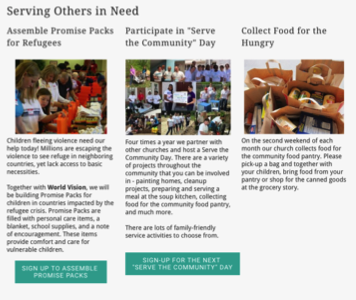 Serving Others in Need
Assemble Promise Packs
for Refugees
Children fleeing violence need our
help today! Millions are escaping the
violence to see refuge in neighboring
countries, yet lack access to basic
necessities.
Together with World Vision, we will
be building Promise Packs for
children in countries impacted by the
refugee crisis. Promise Packs are
filled with personal care items, a
blanket, school supplies, and a note
of encouragement. These items
provide comfort and care for
vulnerable children.
SIGN UP TO ASSEMBLE
PROMISE PACKS
Participate in "Serve
the Community" Day
Four times a year we partner with
other churches and host a Serve the
Community Day. There are a variety
of projects throughout the
community that you can be involved
in - painting homes, cleanup
projects, preparing and serving a
meal at the soup kitchen, collecting
food for the community food pantry,
and much more.
There are lots of family-friendly
service activities to choose from.
SIGN-UP FOR THE NEXT
"SERVE THE COMMUNITY" DAY
Collect Food for the
Hungry
On the second weekend of each
month our church collects food for
the community food pantry. Please
pick-up a bag and together with
your children, bring food from your
pantry or shop for the canned goods
at the grocery story.